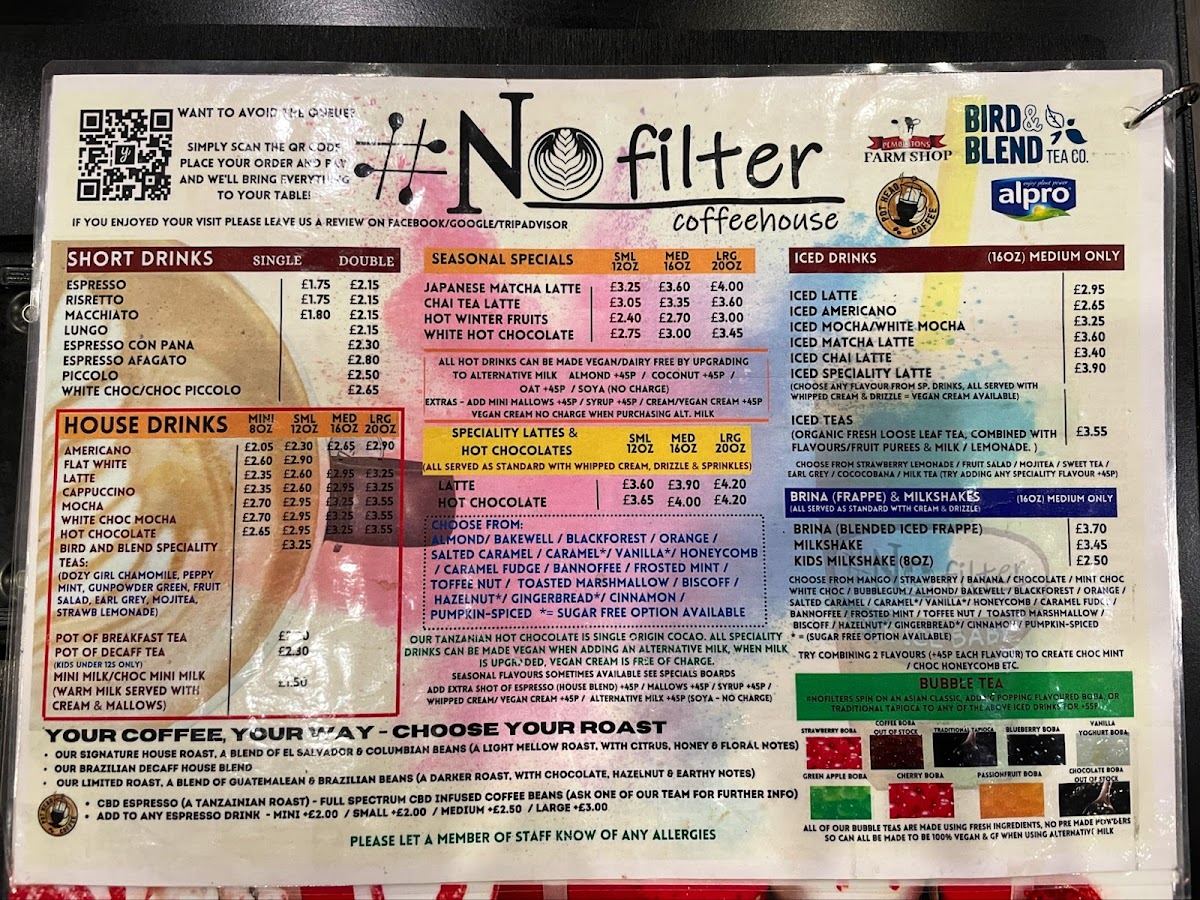 WANT TO AVOID THE QUEUE?
SIMPLY SCAN THE QR CODE
PLACE YOUR ORDER AND PAY
AND WE'LL BRING EVERYTHING
TO YOUR TABLE!
#No filter
coffeehouse
PEMBERTONS
FARM SHOP
BIRD & BLEND TEA CO.
POT HEAD COFFEE
enjoy plant power
alpro
IF YOU ENJOYED YOUR VISIT PLEASE LEAVE US A REVIEW ON FACEBOOK/GOOGLE/TRIPADVISOR
SHORT DRINKS SINGLE DOUBLE
ESPRESSO £1.75 £2.15
RISRETTO £1.75 £2.15
MACCHIATO £1.80 £2.15
LUNGO £2.15
ESPRESSO CON PANA £2.30
ESPRESSO AFAGATO £2.80
PICCOLO £2.50
WHITE CHOC/CHOC PICCOLO £2.65
HOUSE DRINKS MINI 8OZ SML 12OZ MED 16OZ LRG 20OZ
AMERICANO £2.05 £2.30 £2.65 £2.90
FLAT WHITE £2.60 £2.90
LATTE £2.35 £2.60 £2.95 £3.25
CAPPUCCINO £2.35 £2.60 £2.95 £3.25
MOCHA £2.70 £2.95 £3.25 £3.55
WHITE CHOC MOCHA £2.70 £2.95 £3.25 £3.55
HOT CHOCOLATE £2.65 £2.95 £3.25 £3.55
BIRD AND BLEND SPECIALITY £3.25
TEAS:
(DOZY GIRL CHAMOMILE, PEPPY
MINT, GUNPOWDER GREEN, FRUIT
SALAD, EARL GREY, MOJITEA,
STRAWB LEMONADE)
POT OF BREAKFAST TEA
POT OF DECAFF TEA £2.30
(KIDS UNDER 12S ONLY)
MINI MILK/CHOC MINI MILK £1.50
(WARM MILK SERVED WITH
CREAM & MALLOWS)
SEASONAL SPECIALS SML 12OZ MED 16OZ LRG 20OZ
JAPANESE MATCHA LATTE £3.25 £3.60 £4.00
CHAI TEA LATTE £3.05 £3.35 £3.60
HOT WINTER FRUITS £2.40 £2.70 £3.00
WHITE HOT CHOCOLATE £2.75 £3.00 £3.45
ALL HOT DRINKS CAN BE MADE VEGAN/DAIRY FREE BY UPGRADING
TO ALTERNATIVE MILK ALMOND +45P / COCONUT +45P /
OAT +45P / SOYA (NO CHARGE)
EXTRAS - ADD MINI MALLOWS +45P / SYRUP +45P / CREAM/VEGAN CREAM +45P
VEGAN CREAM NO CHARGE WHEN PURCHASING ALT. MILK
SPECIALITY LATTES &
HOT CHOCOLATES SML 12OZ MED 16OZ LRG 20OZ
(ALL SERVED AS STANDARD WITH WHIPPED CREAM, DRIZZLE & SPRINKLES)
LATTE £3.60 £3.90 £4.20
HOT CHOCOLATE £3.65 £4.00 £4.20
CHOOSE FROM:
ALMOND/ BAKEWELL / BLACKFOREST / ORANGE /
SALTED CARAMEL / CARAMEL*/ VANILLA*/ HONEYCOMB
/ CARAMEL FUDGE / BANNOFFEE / FROSTED MINT /
TOFFEE NUT / TOASTED MARSHMALLOW / BISCOFF /
HAZELNUT*/ GINGERBREAD*/ CINNAMON /
PUMPKIN-SPICED *= SUGAR FREE OPTION AVAILABLE
OUR TANZANIAN HOT CHOCOLATE IS SINGLE ORIGIN COCAO. ALL SPECIALITY
DRINKS CAN BE MADE VEGAN WHEN ADDING AN ALTERNATIVE MILK, WHEN MILK
IS UPGRADED, VEGAN CREAM IS FREE OF CHARGE.
SEASONAL FLAVOURS SOMETIMES AVAILABLE SEE SPECIALS BOARDS
ADD EXTRA SHOT OF ESPRESSO (HOUSE BLEND) +45P / MALLOWS +45P / SYRUP +45P /
WHIPPED CREAM/ VEGAN CREAM +45P / ALTERNATIVE MILK +45P (SOYA - NO CHARGE)
ICED DRINKS (16OZ) MEDIUM ONLY
ICED LATTE £2.95
ICED AMERICANO £2.65
ICED MOCHA/WHITE MOCHA £3.25
ICED MATCHA LATTE £3.60
ICED CHAI LATTE £3.40
ICED SPECIALITY LATTE £3.90
(CHOOSE ANY FLAVOUR FROM SP. DRINKS, ALL SERVED WITH
WHIPPED CREAM & DRIZZLE = VEGAN CREAM AVAILABLE)
ICED TEAS
(ORGANIC FRESH LOOSE LEAF TEA, COMBINED WITH £3.55
FLAVOURS/FRUIT PUREES & MILK / LEMONADE. )
CHOOSE FROM STRAWBERRY LEMONADE / FRUIT SALAD / MOJITEA / SWEET TEA /
EARL GREY / COCOCBONA / MILK TEA (TRY ADDING ANY SPECIALITY FLAVOUR +45P)
BRINA (FRAPPE) & MILKSHAKES (16OZ) MEDIUM ONLY
(ALL SERVED AS STANDARD WTTH CREAM & DRIZZLE)
BRINA (BLENDED ICED FRAPPE) £3.70
MILKSHAKE £3.45
KIDS MILKSHAKE (8OZ) £2.50
CHOOSE FROM MANGO / STRAWBERRY / BANANA / CHOCOLATE / MINT CHOC
WHITE CHOC / BUBBLEGUM / ALMOND/ BAKEWELL / BLACKFOREST / ORANGE /
SALTED CARAMEL / CARAMEL*/ VANILLA*/ HONEYCOMB / CARAMEL FUDGE /
BANNOFFEE / FROSTED MINT / TOFFEE NUT / TOASTED MARSHMALLOW /
BISCOFF / HAZELNUT*/ GINGERBREAD*/ CINNAMON/ PUMPKIN-SPICED
* = (SUGAR FREE OPTION AVAILABLE)
TRY COMBINING 2 FLAVOURS (+45P EACH FLAVOUR) TO CREATE CHOC MINT
/ CHOC HONEYCOMB ETC.
BUBBLE TEA
#NOFILTERS SPIN ON AN ASIAN CLASSIC, ADD A POPPING FLAVOURED BOBA, OR
TRADITIONAL TAPIOCA TO ANY OF THE ABOVE ICED DRINKS FOR +55P
STRAWBERRY BOBA
COFFEE BOBA
OUT OF STOCK
TRADITIONAL TAPIOCA
BLUEBERRY BOBA
VANILLA
YOGHURT BOBA
GREEN APPLE BOBA
CHERRY BOBA
PASSIONFRUIT BOBA
CHOCOLATE BOBA
OUT OF STOCK
ALL OF OUR BUBBLE TEAS ARE MADE USING FRESH INGREDIENTS, NO PRE MADE POWDERS
SO CAN ALL BE MADE TO BE 100% VEGAN & GF WHEN USING ALTERNATIVE MILK
YOUR COFFEE, YOUR WAY - CHOOSE YOUR ROAST
• OUR SIGNATURE HOUSE ROAST, A BLEND OF EL SALVADOR & COLUMBIAN BEANS (A LIGHT MELLOW ROAST, WITH CITRUS, HONEY & FLORAL NOTES)
• OUR BRAZILIAN DECAFF HOUSE BLEND
• OUR LIMITED ROAST, A BLEND OF GUATEMALEAN & BRAZILIAN BEANS (A DARKER ROAST, WITH CHOCOLATE, HAZELNUT & EARTHY NOTES)
POT HEAD COFFEE
• CBD ESPRESSO (A TANZAINIAN ROAST) - FULL SPECTRUM CBD INFUSED COFFEE BEANS (ASK ONE OF OUR TEAM FOR FURTHER INFO)
• ADD TO ANY ESPRESSO DRINK - MINI +£2.00 / SMALL +£2.00 / MEDIUM +£2.50 / LARGE +£3.00
PLEASE LET A MEMBER OF STAFF KNOW OF ANY ALLERGIES